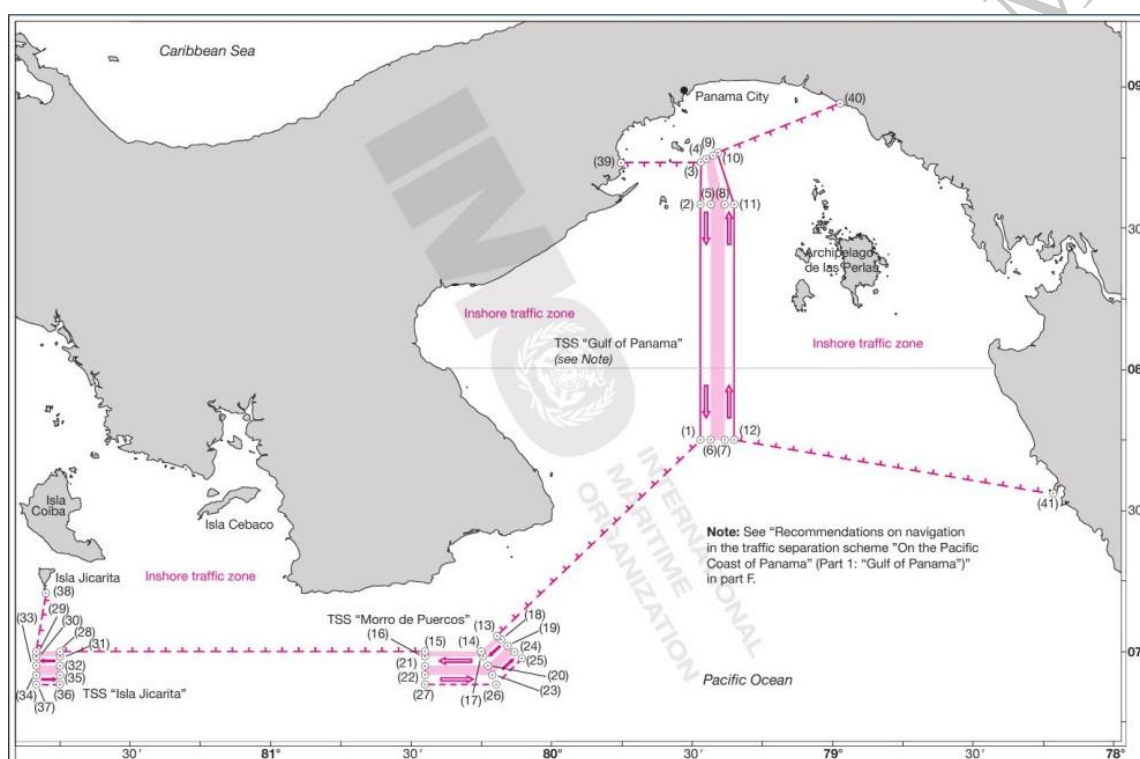 Caribbean Sea
Panama City
(40)
(9)
(4)
(10)
(39)
(3)
(5) (8)
(2)
(11)
Archipelago
de las Perlas
Inshore traffic zone
TSS “Gulf of Panama”
(see Note)
Inshore traffic zone
(1)
(12)
(6) (7)
(41)
Isla
Coiba
Isla Cebaco
Note: See “Recommendations on navigation
in the traffic separation scheme "On the Pacific
Coast of Panama” (Part 1: “Gulf of Panama”)”
in part F.
Isla Jicarita
(38)
Inshore traffic zone
TSS “Morro de Puercos”
(13)
(18)
(19)
(33)
(29)
(30)
(28)
(31)
(16)
(15)
(14)
(24)
(25)
(32)
(21)
(20)
(35)
(22)
(23)
(34)
(36)
(37)
TSS “Isla Jicarita”
(27)
(17)
(26)
Pacific Ocean
09
30
08
30
07
30′
81
30′
80°
30′
79
30′
78°
IMO
INTERNATIONAL
MARITIME
ORGANIZATION
M